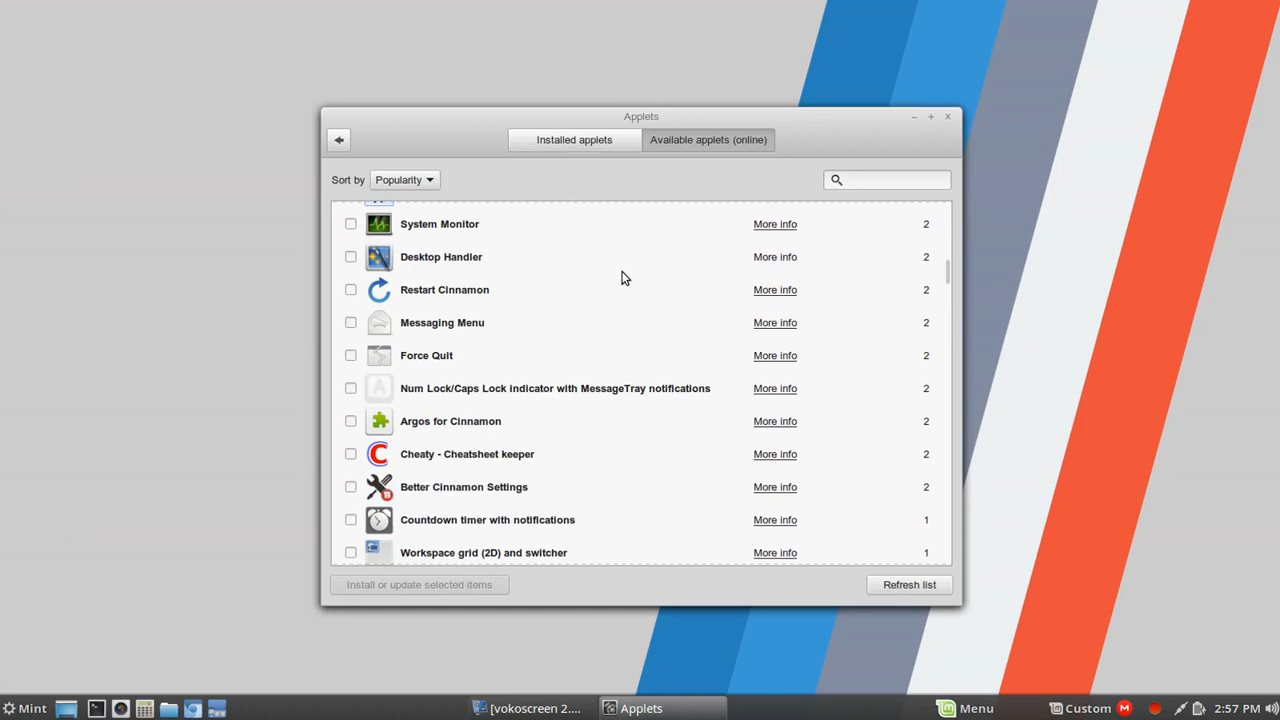 Applets
Installed applets
Available applets (online)
Sort by Popularity
System Monitor More info 2
Desktop Handler More info 2
Restart Cinnamon More info 2
Messaging Menu More info 2
Force Quit More info 2
A Num Lock/Caps Lock indicator with MessageTray notifications More info 2
Argos for Cinnamon More info 2
C Cheaty - Cheatsheet keeper More info 2
Better Cinnamon Settings More info 2
Countdown timer with notifications More info 1
Workspace grid (2D) and switcher More info 1
Install or update selected items Refresh list
Mint [vokoscreen 2.... Applets Menu Custom M 2:57 PM